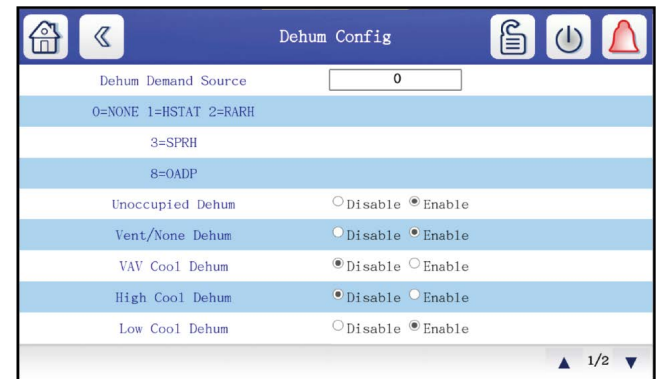 Dehum Config
Dehum Demand Source 0
0=NONE 1=HSTAT 2=RARH
3=SPRH
8=OADP
Unoccupied Dehum Disable Enable
Vent/None Dehum Disable Enable
VAV Cool Dehum Disable Enable
High Cool Dehum Disable Enable
Low Cool Dehum Disable Enable
1/2